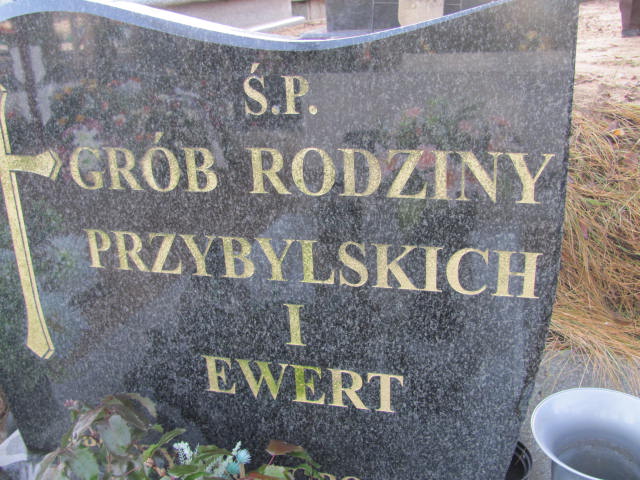 Ś.P.
GRÓB RODZINY
PRZYBYLSKICH
I
EWERT